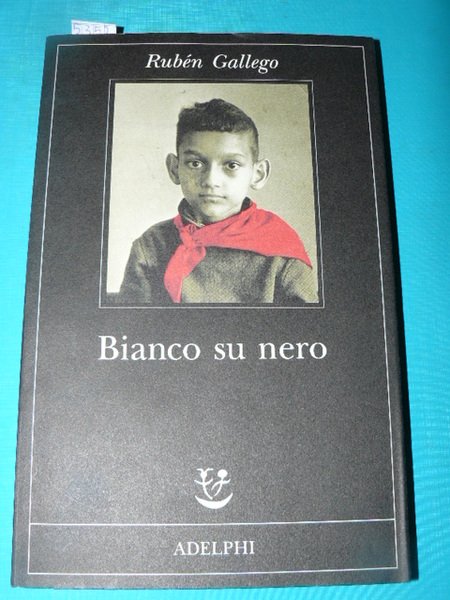 Rubén Gallego
Bianco su nero
ADELPHI